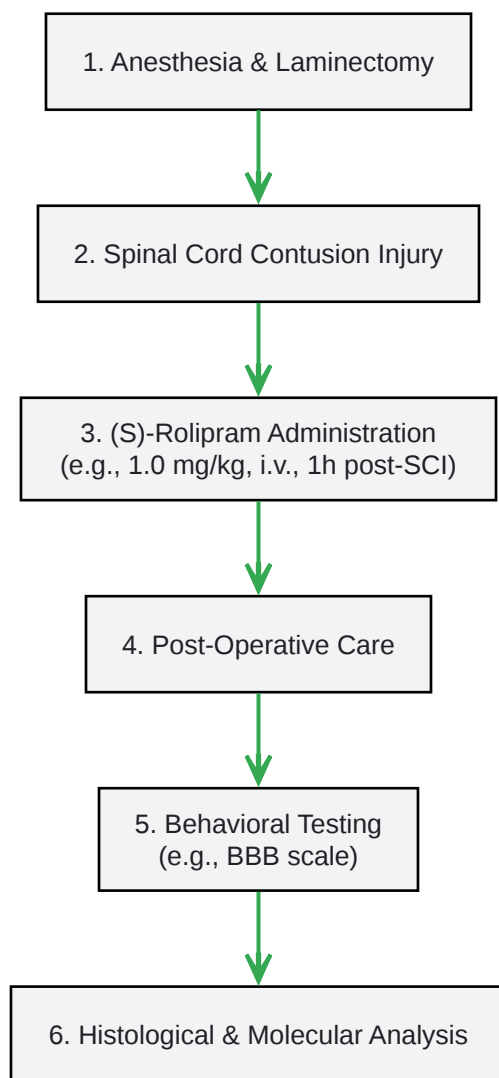 1. Anesthesia & Laminectomy
2. Spinal Cord Contusion Injury
3. (S)-Rolipram Administration
(e.g., 1.0 mg/kg, i.v., 1h post-SCI)
4. Post-Operative Care
5. Behavioral Testing
(e.g., BBB scale)
6. Histological & Molecular Analysis